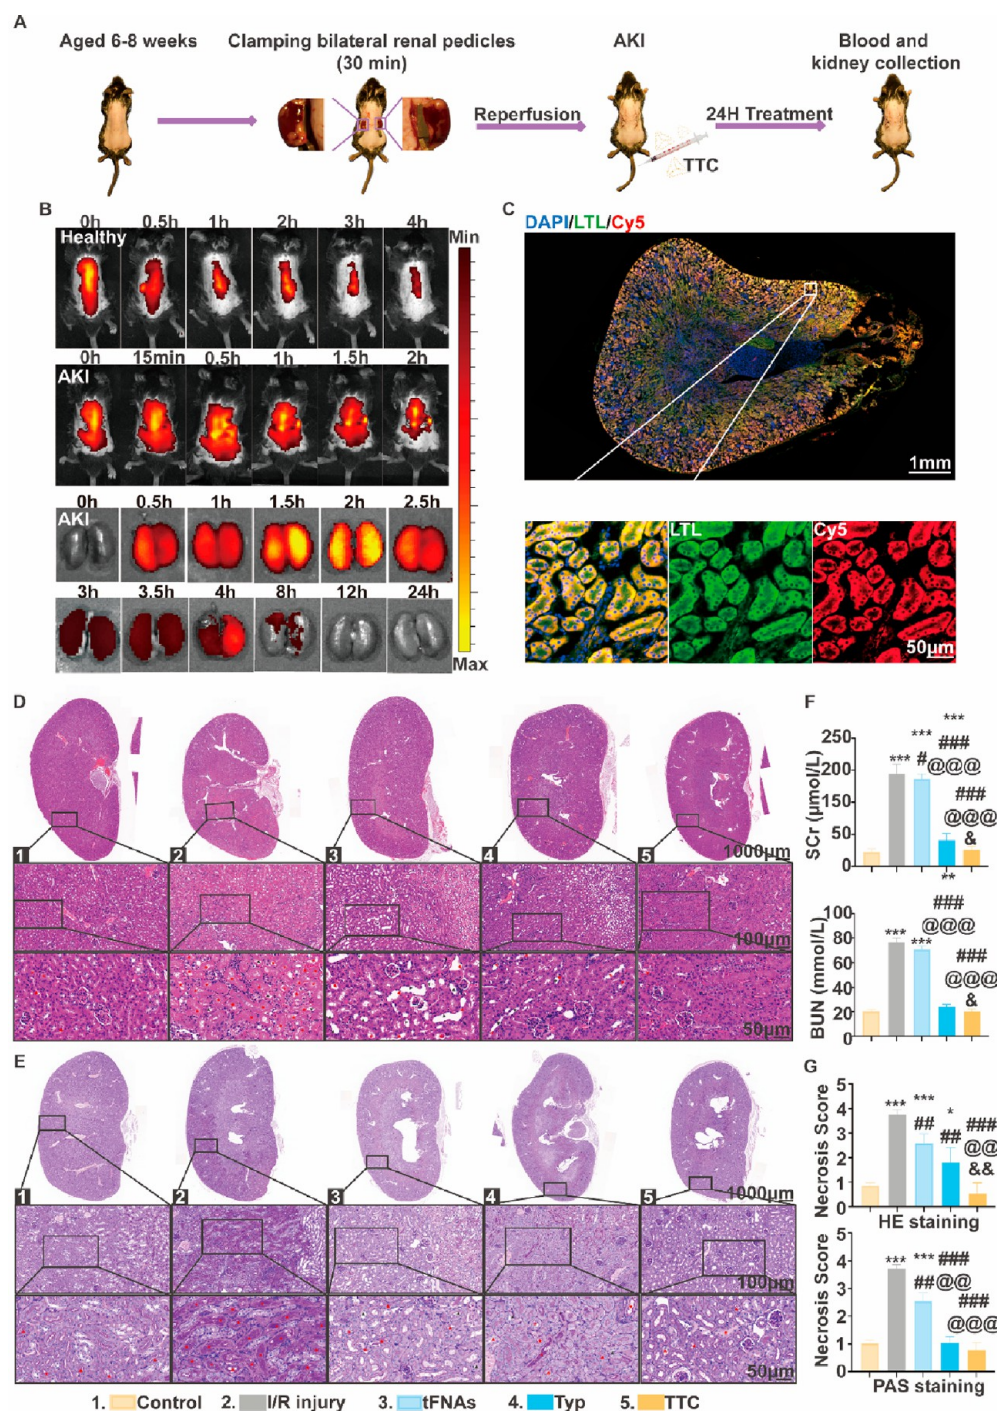 A
Aged 6-8 weeks
Clamping bilateral renal pedicles
(30 min)
AKI
Blood and
kidney collection
Reperfusion
24H Treatment
TTC
B
0h 0.5h 1h 2h 3h 4h
Healthy
Min
0h 15min 0.5h 1h 1.5h 2h
AKI
0h 0.5h 1h 1.5h 2h 2.5h
AKI
3h 3.5h 4h 8h 12h 24h
Max
C
DAPI/LTL/Cy5
1mm
LTL
Cy5
50μm
D
1 2 3 4 5
1000μm
100μm
50μm
E
1 2 3 4 5
1000μm
100μm
50μm
F
SCr (μmol/L)
250
200
150
50
0
*** *** # *** ### @@@ ### @@@ &
BUN (mmol/L)
100
80
60
40
20
0
*** *** ** ### @@@ ### @@@ &
G
Necrosis Score
5
4
3
2
1
0
*** *** ## * ## ### @@ &&
HE staining
Necrosis Score
5
4
3
2
1
0
*** *** ## ### @@ ### @@@
PAS staining
1. Control 2. I/R injury 3. tFNAs 4. Typ 5. TTC